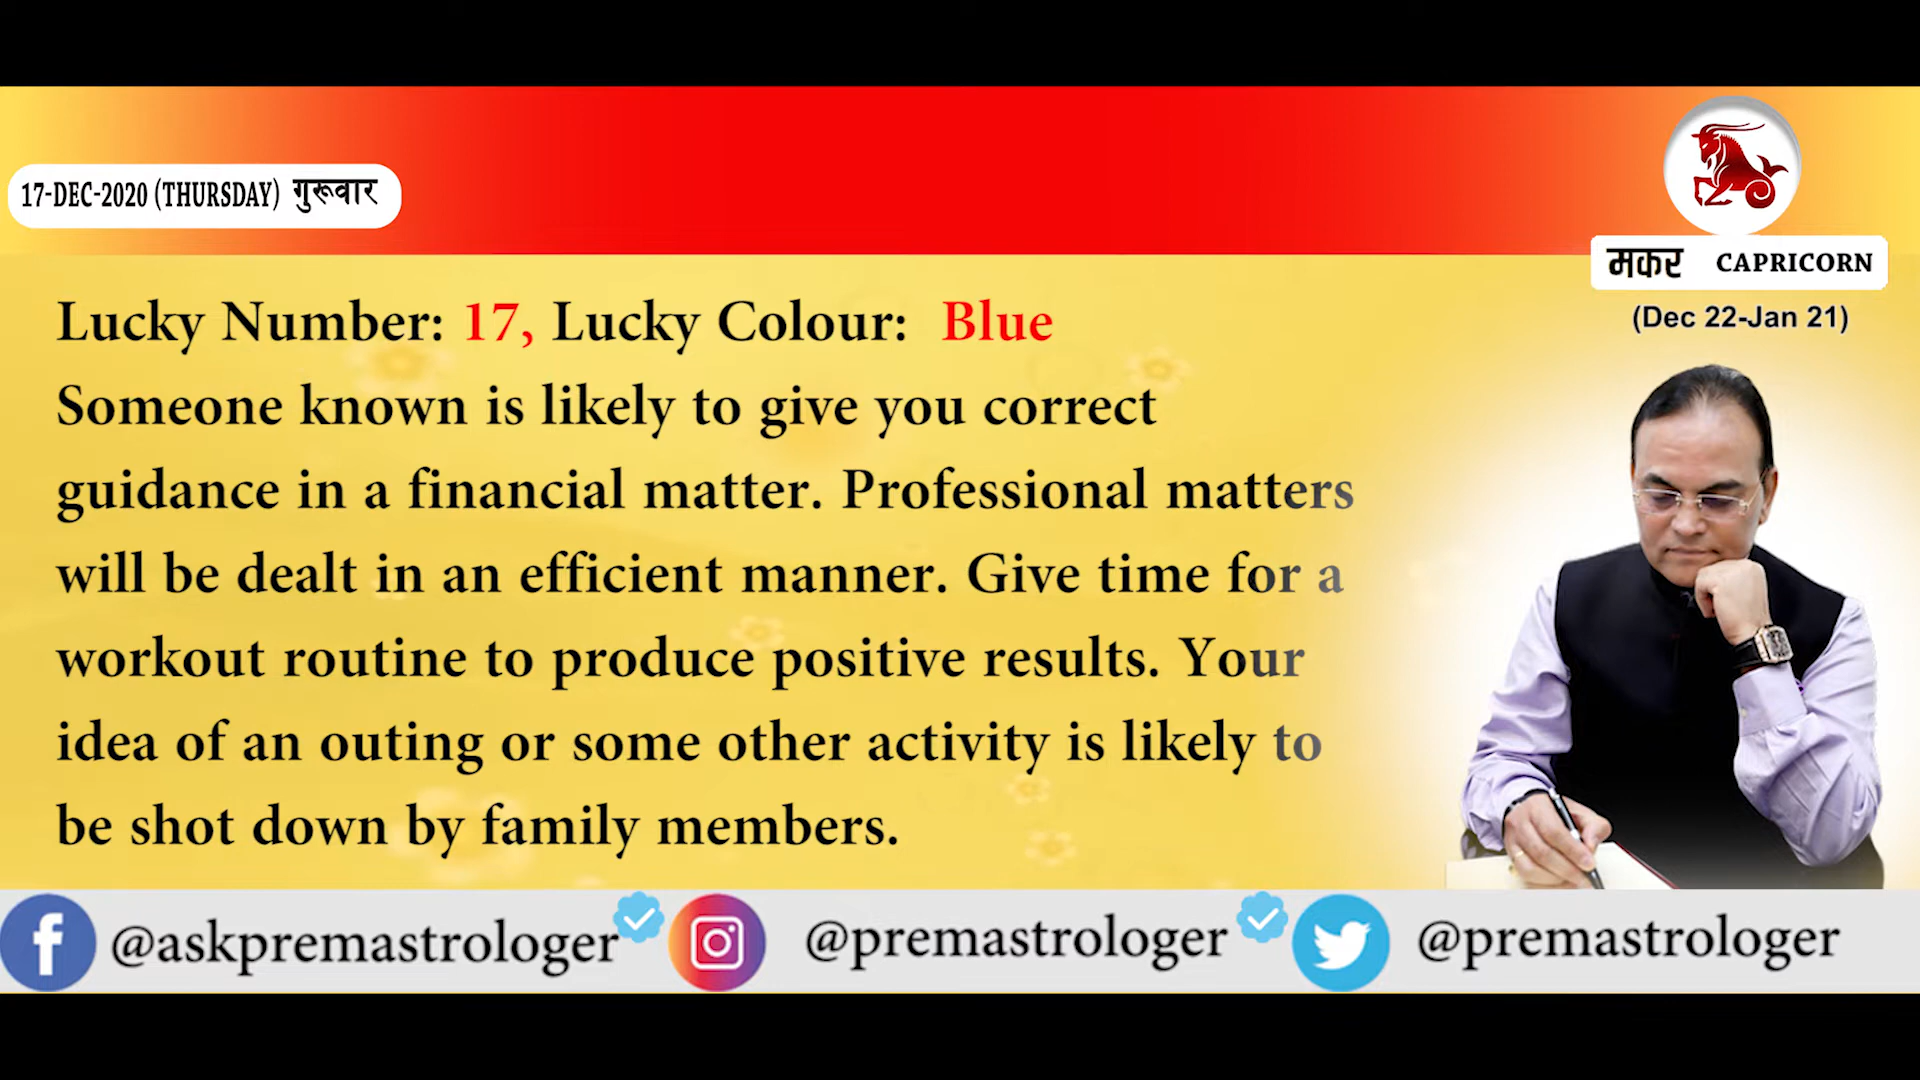 17-DEC-2020 (THURSDAY) गुरूवार
मकर CAPRICORN
(Dec 22-Jan 21)
Lucky Number: 17, Lucky Colour: Blue
Someone known is likely to give you correct
guidance in a financial matter. Professional matters
will be dealt in an efficient manner. Give time for a
workout routine to produce positive results. Your
idea of an outing or some other activity is likely to
be shot down by family members.
@askpremastrologer @premastrologer @premastrologer